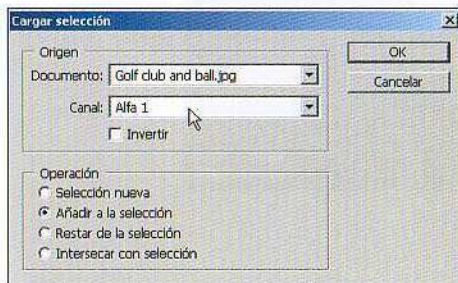 Cargar selección
Origen
Documento: Golf club and ball.jpg
Canal: Alfa 1
Invertir
OK
Cancelar
Operación
Selección nueva
Añadir a la selección
Restar de la selección
Intersecar con selección